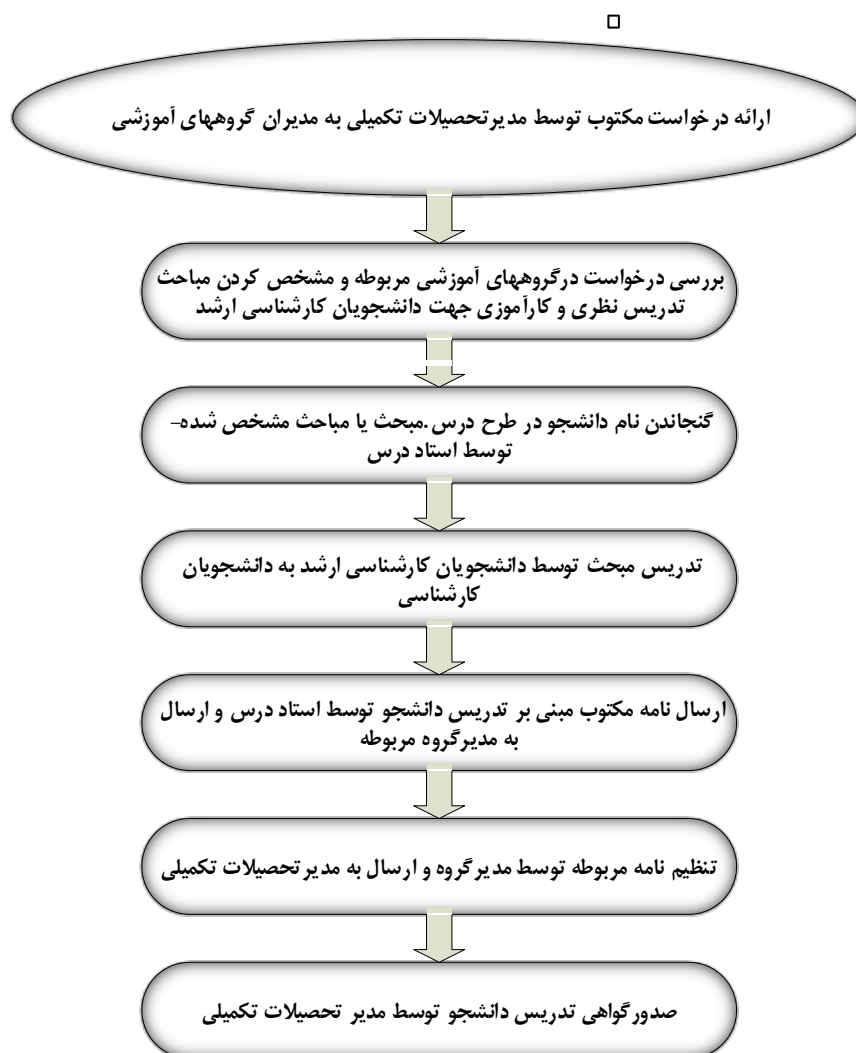 ارائه درخواست مکتوب توسط مدیرتحصیلات تکمیلی به مدیران گروههای آموزشی
بررسی درخواست درگروههای آموزشی مربوطه و مشخص کردن مباحث
تدریس نظری و کارآموزی جهت دانشجویان کارشناسی ارشد
گنجاندن نام دانشجو در طرح درس.مبحث یا مباحث مشخص شده-
توسط استاد درس
تدریس مبحث توسط دانشجویان کارشناسی ارشد به دانشجویان
کارشناسی
ارسال نامه مکتوب مبنی بر تدریس دانشجو توسط استاد درس و ارسال
به مدیرگروه مربوطه
تنظیم نامه مربوطه توسط مدیرگروه و ارسال به مدیرتحصیلات تکمیلی
صدورگواهی تدریس دانشجو توسط مدیر تحصیلات تکمیلی